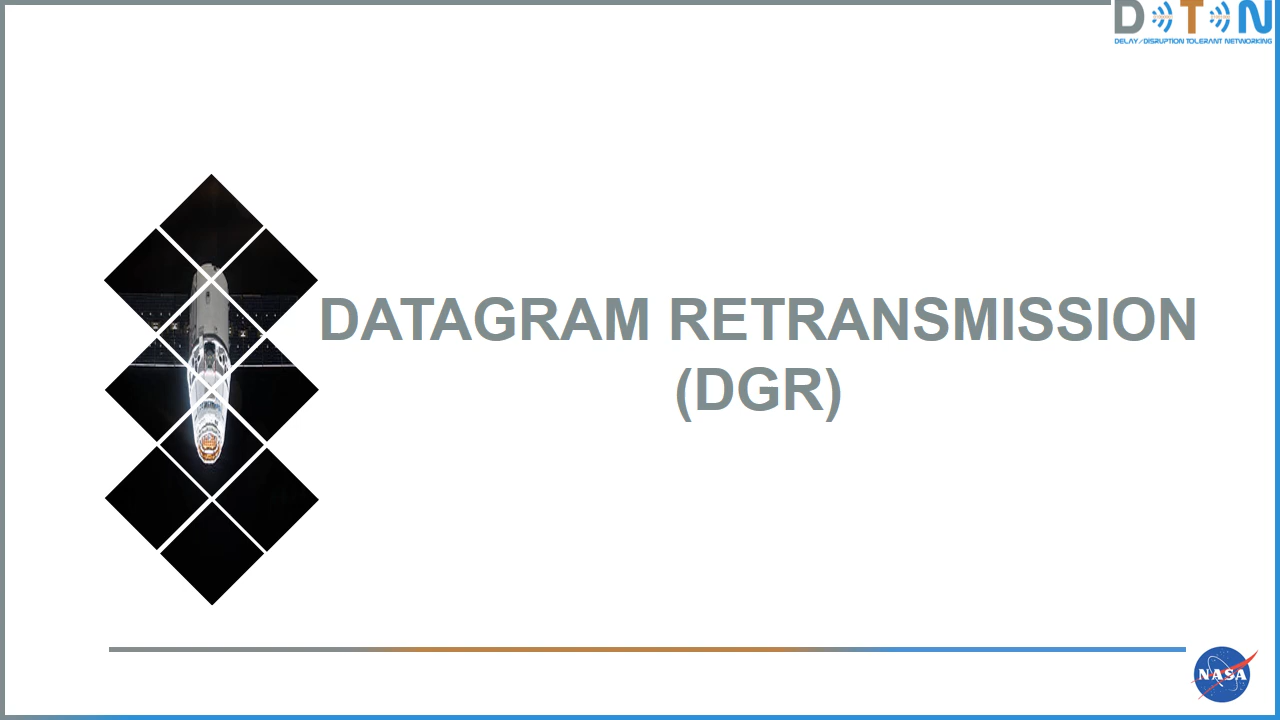 DTN
DELAY/DISRUPTION TOLERANT NETWORKING
DATAGRAM RETRANSMISSION
(DGR)
NASA